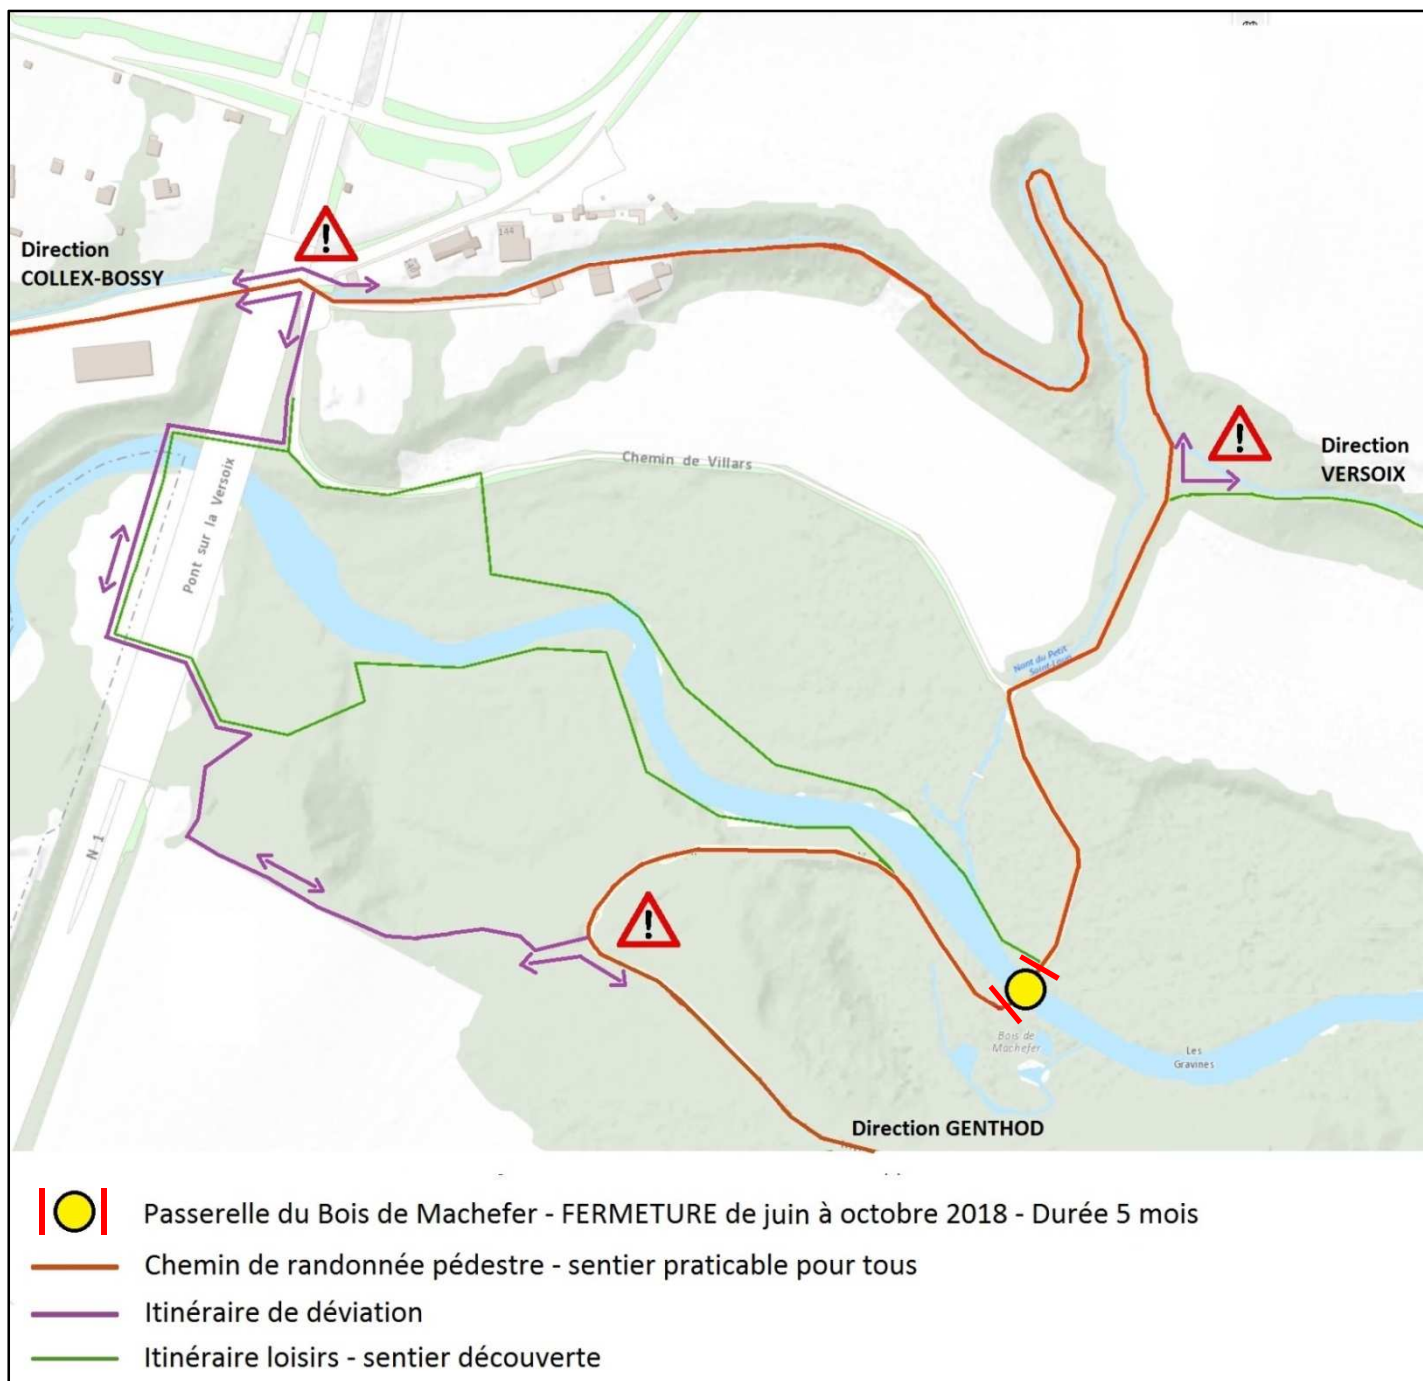 144
Direction
COLLEX-BOSSY
Direction
VERSOIX
Chemin de Villars
Pont sur la Versoix
Nant du Petit
Saint-Loup
N 1
Bois de
Machefer
Les
Gravines
Direction GENTHOD
Passerelle du Bois de Machefer - FERMETURE de juin à octobre 2018 - Durée 5 mois
Chemin de randonnée pédestre - sentier praticable pour tous
Itinéraire de déviation
Itinéraire loisirs - sentier découverte